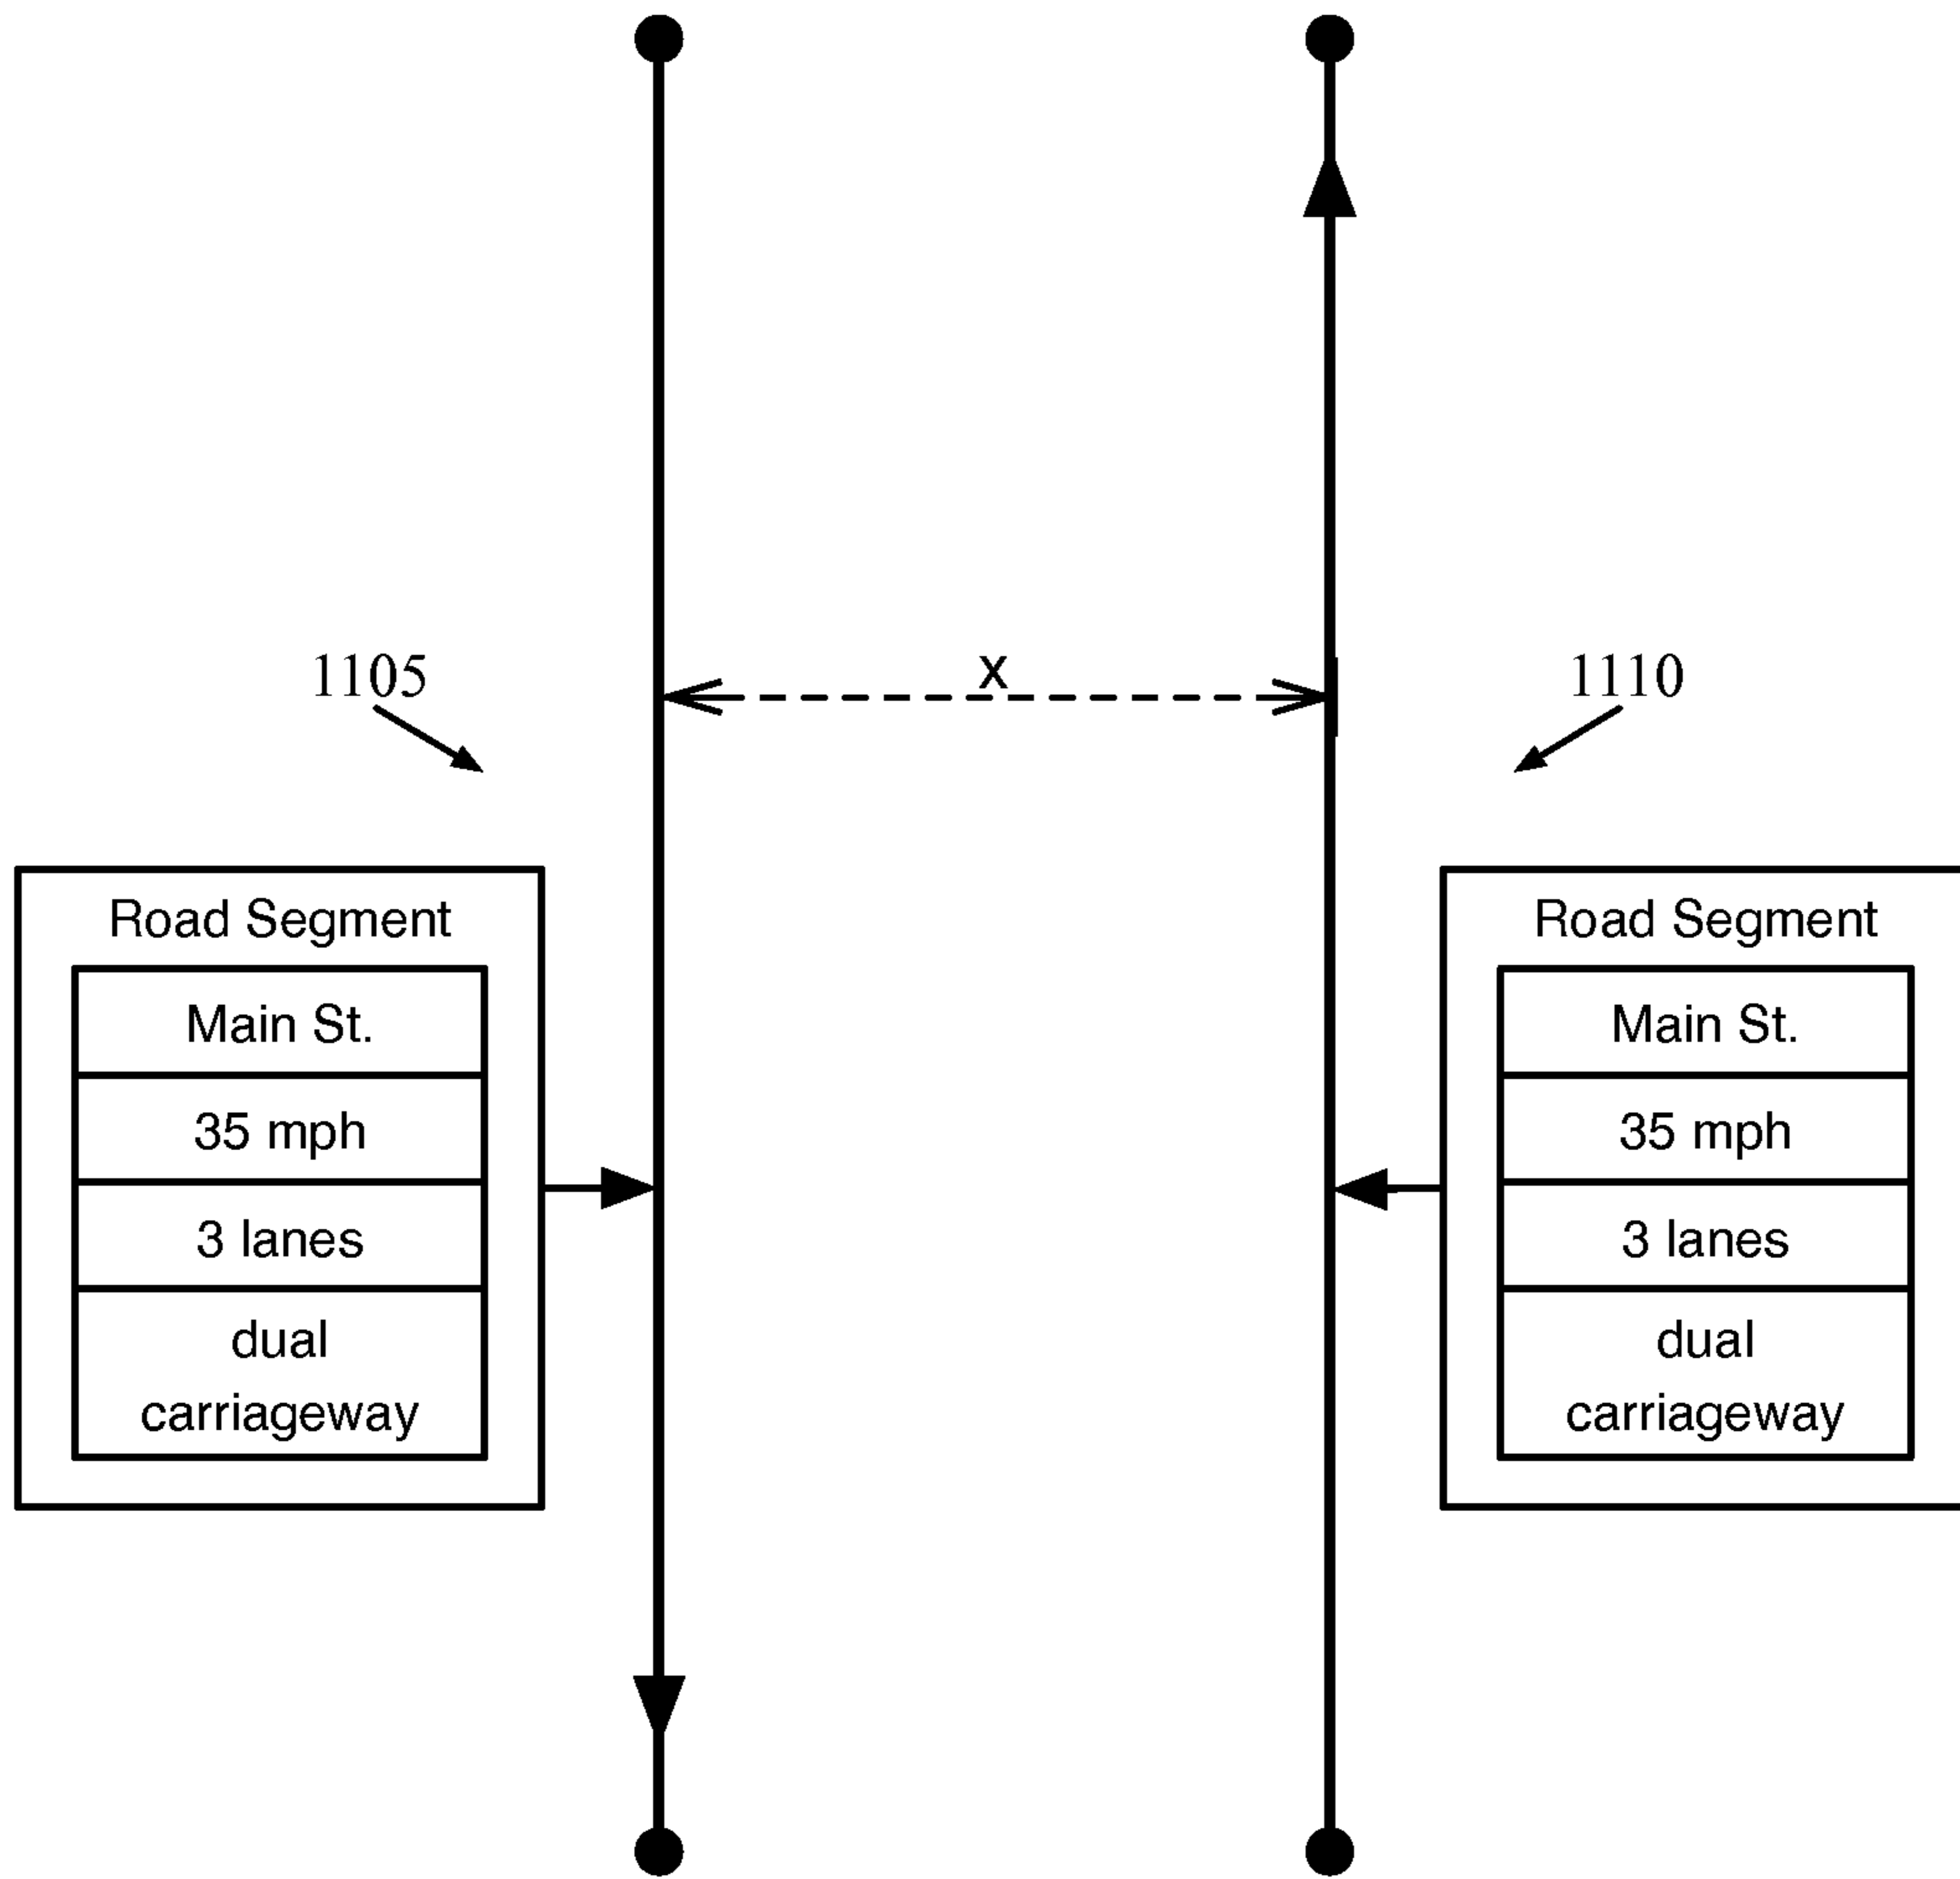 x
1105
1110
Road Segment
Main St.
35 mph
3 lanes
dual
carriageway
Road Segment
Main St.
35 mph
3 lanes
dual
carriageway